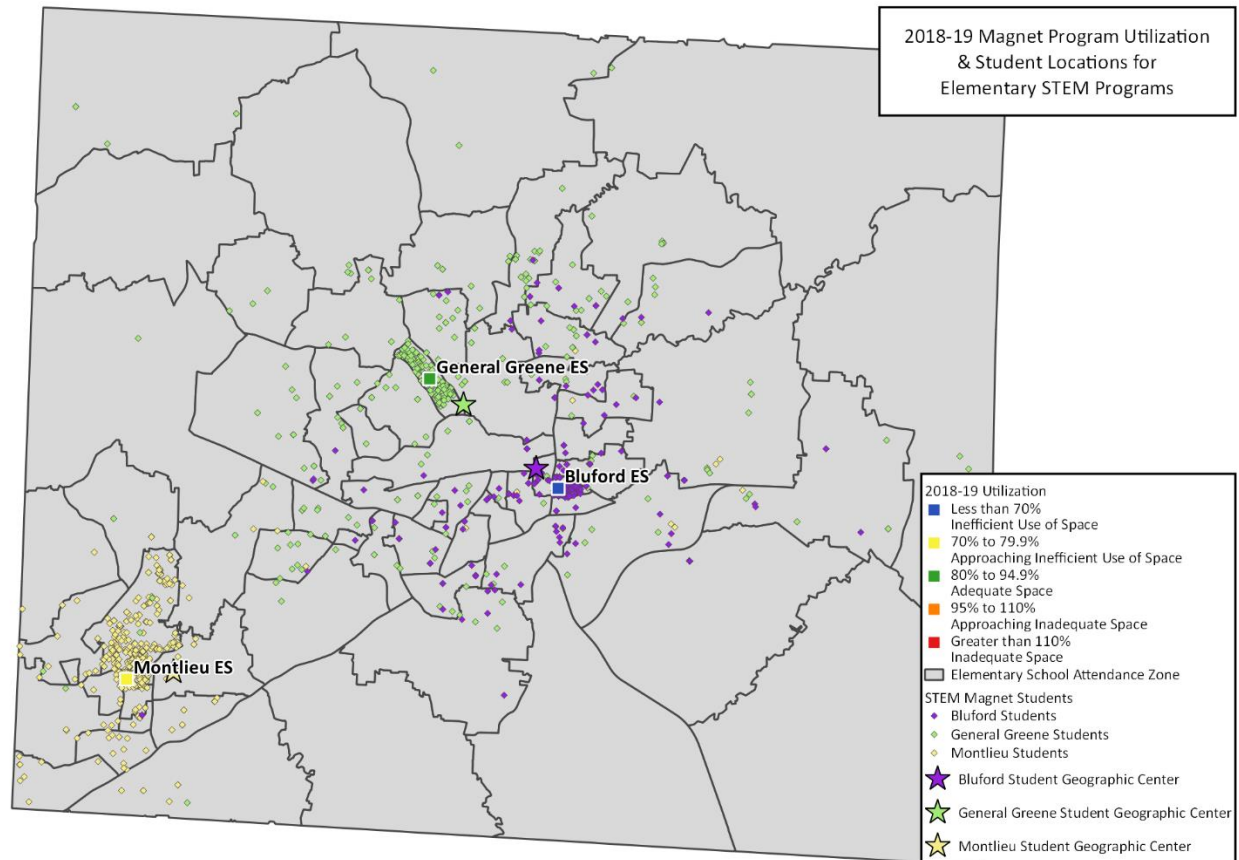 2018-19 Magnet Program Utilization
& Student Locations for
Elementary STEM Programs
General Greene ES
Bluford ES
Montlieu ES
2018-19 Utilization
Less than 70%
Inefficient Use of Space
70% to 79.9%
Approaching Inefficient Use of Space
80% to 94.9%
Adequate Space
95% to 110%
Approaching Inadequate Space
Greater than 110%
Inadequate Space
Elementary School Attendance Zone
STEM Magnet Students
Bluford Students
General Greene Students
Montlieu Students
Bluford Student Geographic Center
General Greene Student Geographic Center
Montlieu Student Geographic Center